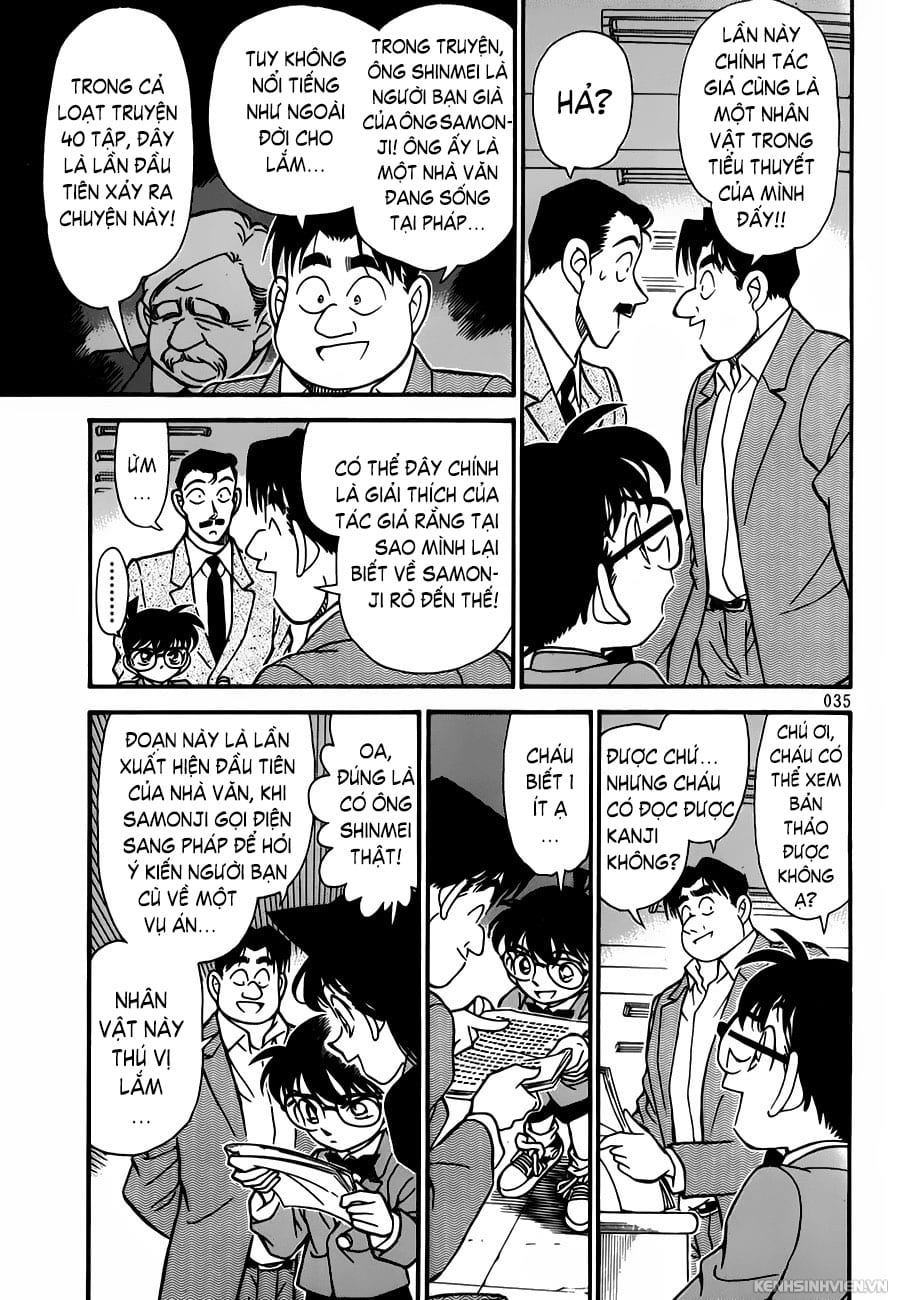 LẦN NÀY
CHÍNH TÁC
GIẢ CŨNG LÀ
MỘT NHÂN
VẬT TRONG
TIỂU THUYẾT
CỦA MÌNH
ĐẤY!!
HẢ?
TRONG TRUYỆN,
ÔNG SHINMEI LÀ
NGƯỜI BẠN GIÀ
CỦA ÔNG SAMON-
JI! ÔNG ẤY LÀ
MỘT NHÀ VĂN
ĐANG SỐNG
TẠI PHÁP...
TUY KHÔNG
NỔI TIẾNG
NHƯ NGOÀI
ĐỜI CHO
LẮM...
TRONG CẢ
LOẠT TRUYỆN
40 TẬP, ĐÂY
LÀ LẦN ĐẦU
TIÊN XẢY RA
CHUYỆN NÀY!
CÓ THỂ ĐÂY CHÍNH
LÀ GIẢI THÍCH CỦA
TÁC GIẢ RẰNG TẠI
SAO MÌNH LẠI
BIẾT VỀ SAMON-
JI RÕ ĐẾN THẾ!
ỪM
...
........
035
CHÚ ƠI,
CHÁU CÓ
THỂ XEM
BẢN
THẢO
ĐƯỢC
KHÔNG
Ạ?
ĐƯỢC CHỨ...
NHƯNG CHÁU
CÓ ĐỌC ĐƯỢC
KANJI
KHÔNG?
CHÁU
BIẾT 1
ÍT Ạ
...
OA,
ĐÚNG LÀ
CÓ ÔNG
SHINMEI
THẬT!
ĐOẠN NÀY LÀ LẦN
XUẤT HIỆN ĐẦU TIÊN
CỦA NHÀ VĂN, KHI
SAMONJI GỌI ĐIỆN
SANG PHÁP ĐỂ HỎI
Ý KIẾN NGƯỜI BẠN
CŨ VỀ MỘT
VỤ ÁN...
NHÂN
VẬT NÀY
THÚ VỊ
LẮM
...
KENHSINHVIEN.VN